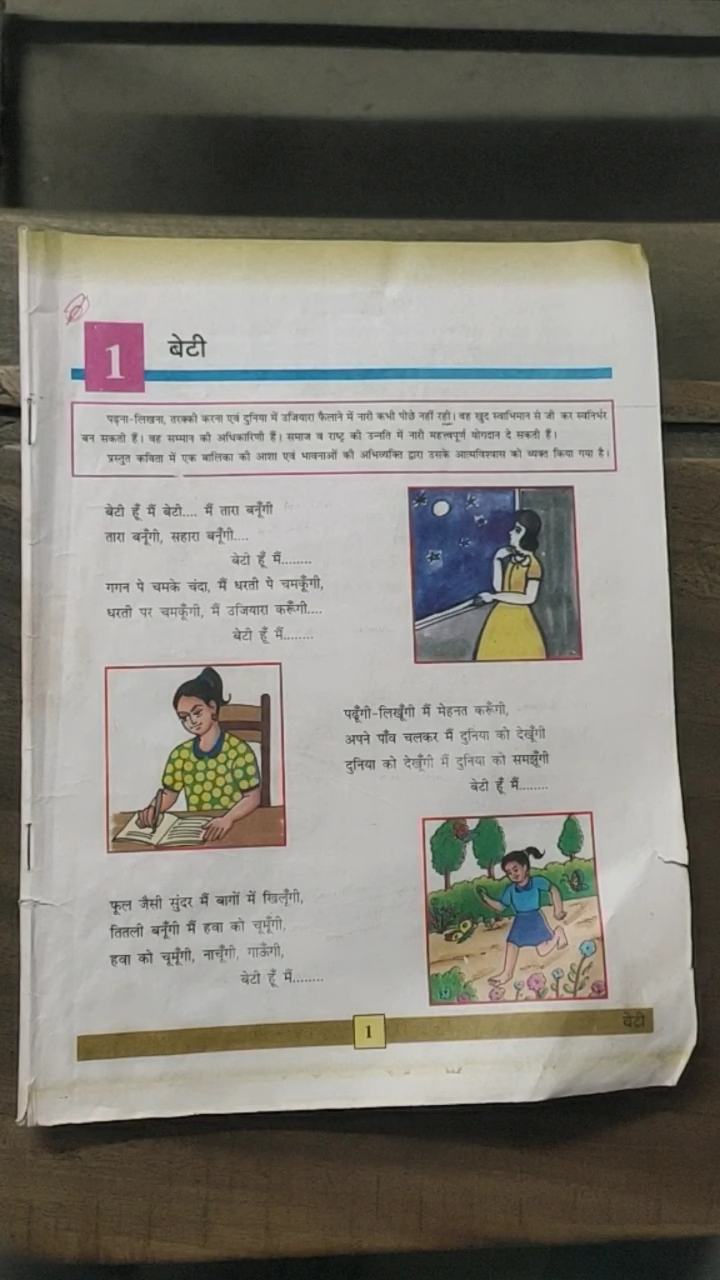 1
बेटी
पढ़ना-लिखना, तरक्की करना एवं दुनिया में उजियारा फैलाने में नारी कभी पीछे नहीं रही। वह खुद स्वाभिमान से जी कर स्वनिर्भर
बन सकती हैं। वह सम्मान की अधिकारिणी हैं। समाज व राष्ट्र की उन्नति में नारी महत्त्वपूर्ण योगदान दे सकती हैं।
प्रस्तुत कविता में एक बालिका की आशा एवं भावनाओं की अभिव्यक्ति द्वारा उसके आत्मविश्वास को व्यक्त किया गया है।
बेटी हूँ मैं बेटी.... मैं तारा बनूँगी
तारा बनूँगी, सहारा बनूँगी....
बेटी हूँ मैं........
गगन पे चमके चंदा, मैं धरती पे चमकूँगी,
धरती पर चमकूँगी, मैं उजियारा करूँगी....
बेटी हूँ मैं........
पढूँगी-लिखूँगी मैं मेहनत करूँगी,
अपने पाँव चलकर मैं दुनिया को देखूँगी
दुनिया को देखूँगी मैं दुनिया को समझूँगी
बेटी हूँ मैं........
फूल जैसी सुंदर मैं बागों में खिलूँगी,
तितली बनूँगी मैं हवा को चूमूँगी,
हवा को चूमूँगी, नाचूँगी, गाऊँगी,
बेटी हूँ मैं........
1
बेटी